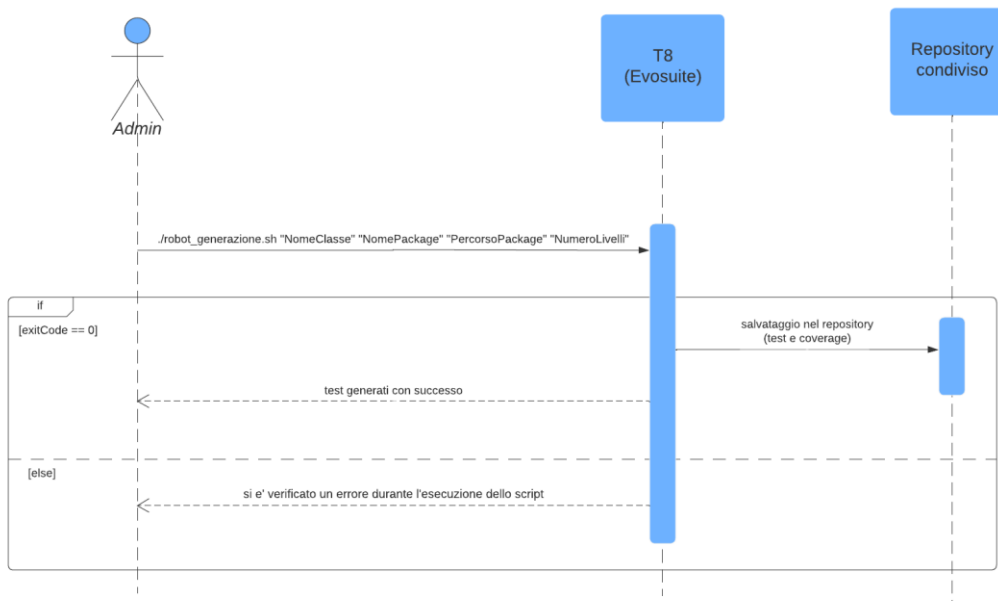 T8
(Evosuite)
Repository
condiviso
Admin
./robot_generazione.sh "NomeClasse" "NomePackage" "PercorsoPackage" "NumeroLivelli"
if
[exitCode == 0]
salvataggio nel repository
(test e coverage)
test generati con successo
[else]
si e' verificato un errore durante l'esecuzione dello script